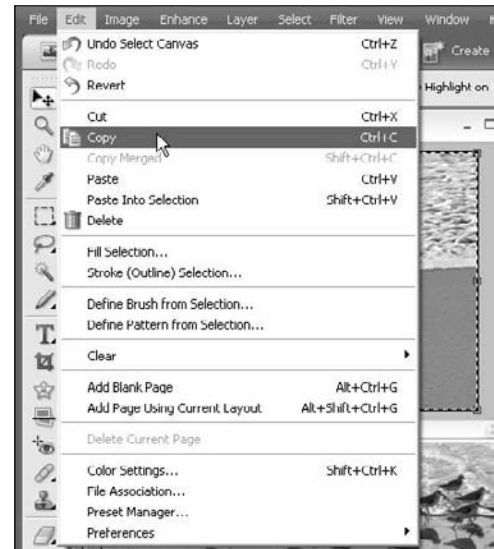 File Edit Image Enhance Layer Select Filter View Window
Undo Select Canvas Ctrl+Z
Create
Redo Ctrl+Y
Revert
Highlight on
Cut Ctrl+X
Copy Ctrl+C
Copy Merged Shift+Ctrl+C
Paste Ctrl+V
Paste Into Selection Shift+Ctrl+V
Delete
Fill Selection...
Stroke (Outline) Selection...
Define Brush from Selection...
Define Pattern from Selection...
T
Clear
Add Blank Page Alt+Ctrl+G
Add Page Using Current Layout Alt+Shift+Ctrl+G
Delete Current Page
Color Settings... Shift+Ctrl+K
File Association...
Preset Manager...
Preferences